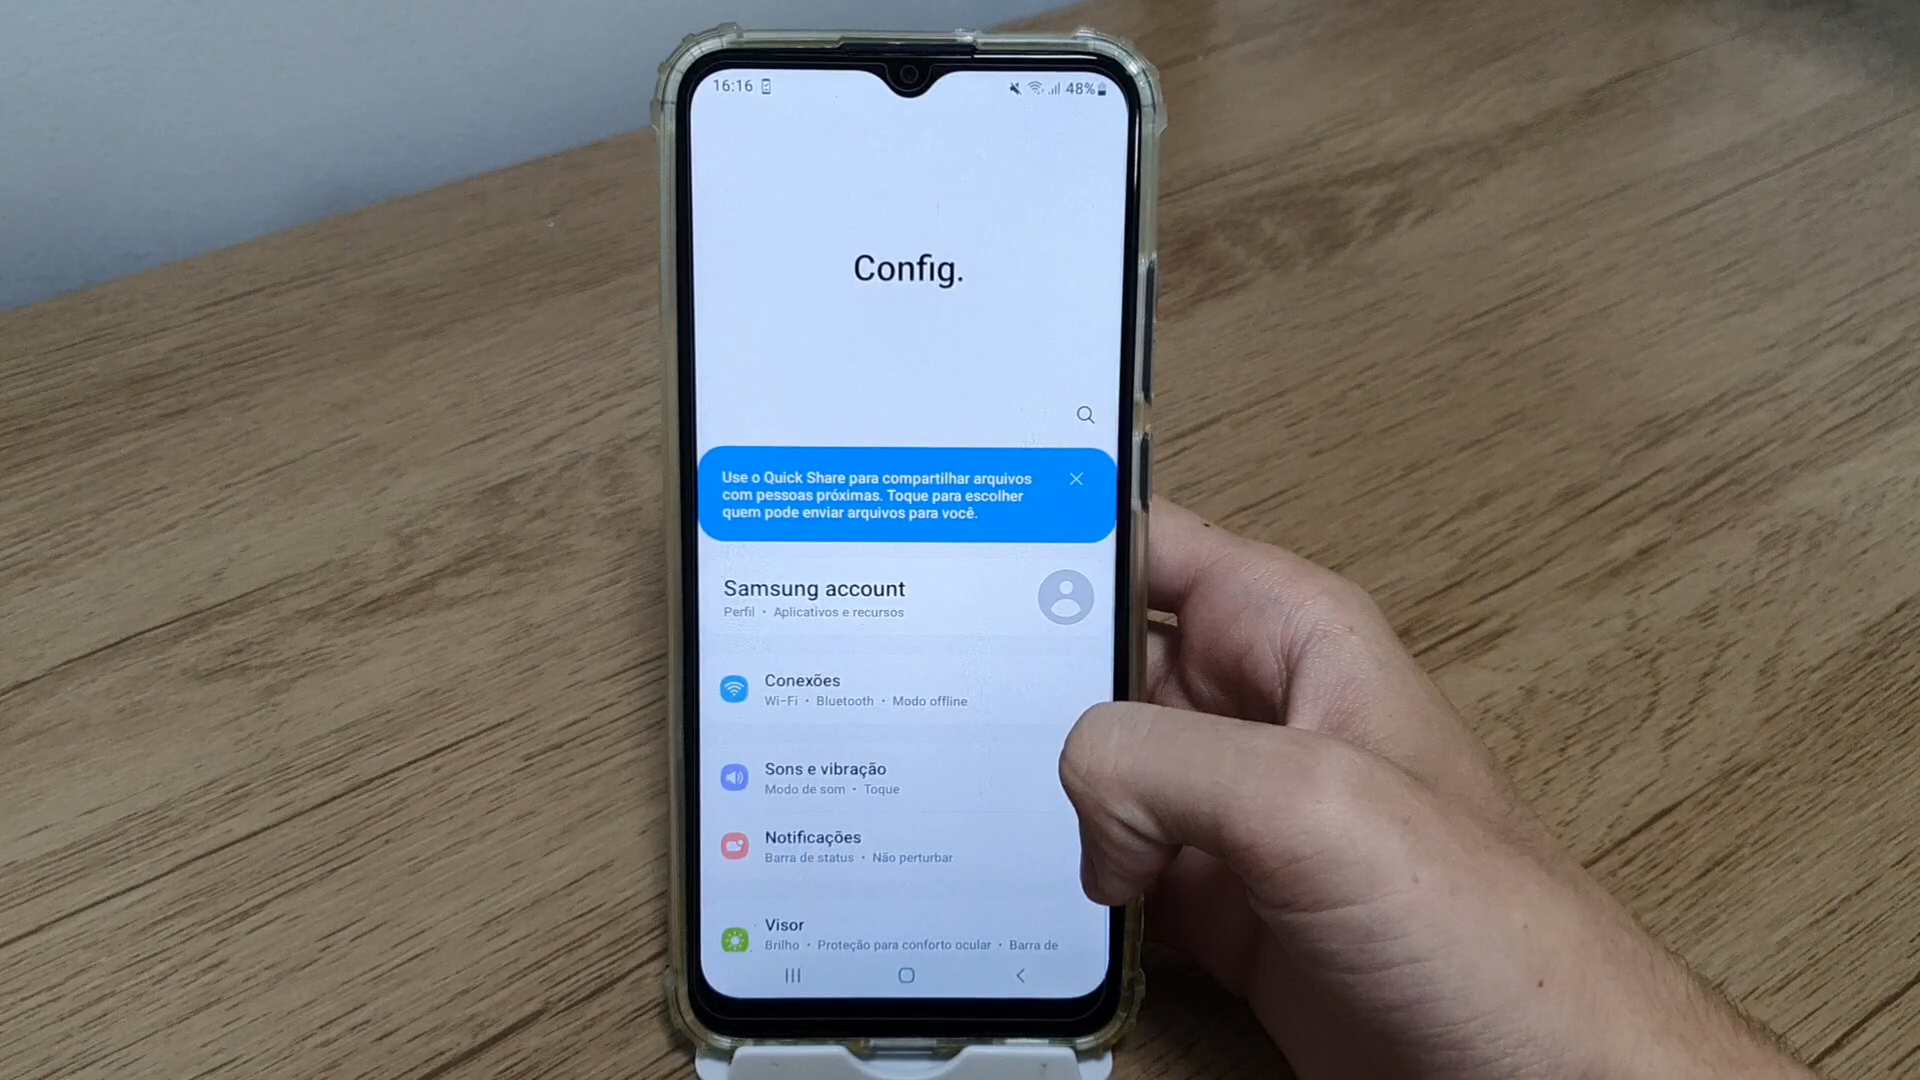 16:16
48%
Config.
Use o Quick Share para compartilhar arquivos
com pessoas próximas. Toque para escolher
quem pode enviar arquivos para você.
Samsung account
Perfil • Aplicativos e recursos
Conexões
Wi-Fi • Bluetooth • Modo offline
Sons e vibração
Modo de som • Toque
Notificações
Barra de status • Não perturbar
Visor
Brilho • Proteção para conforto ocular • Barra de